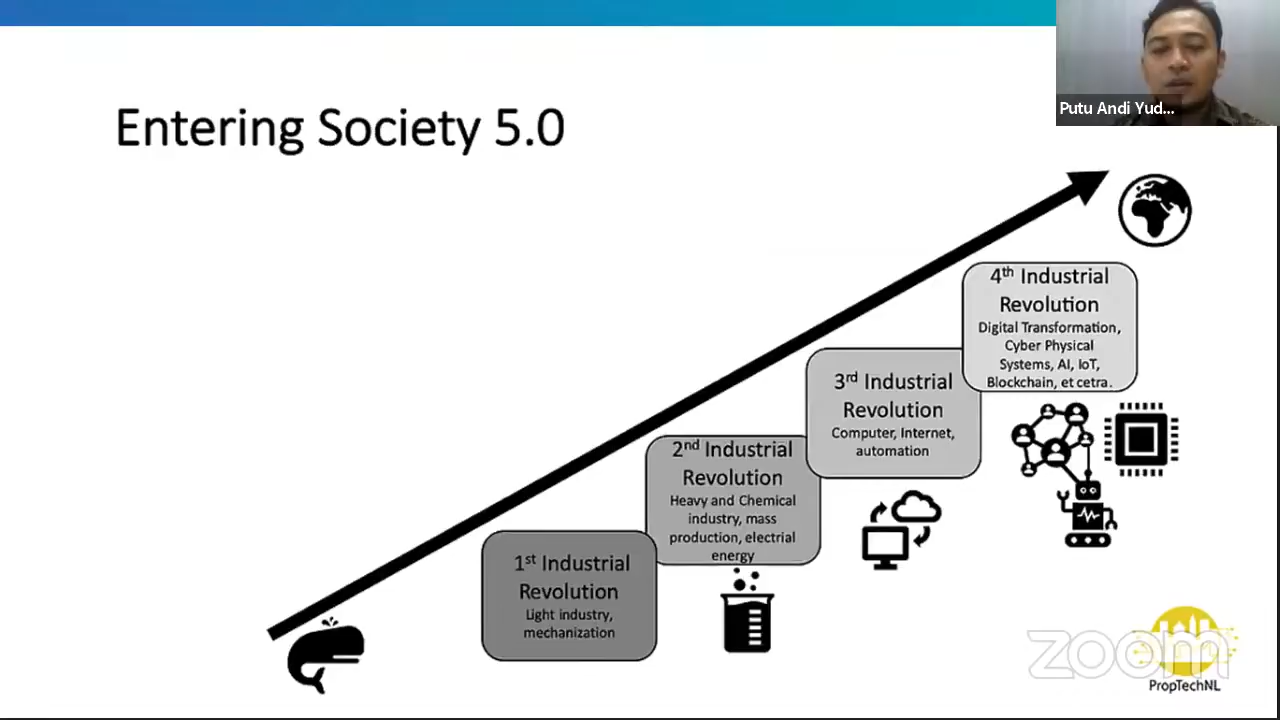 Putu Andi Yud...
Entering Society 5.0
4th Industrial
Revolution
Digital Transformation,
Cyber Physical
Systems, AI, IoT,
Blockchain, et cetra.
3rd Industrial
Revolution
Computer, Internet,
automation
2nd Industrial
Revolution
Heavy and Chemical
industry, mass
production, electrial
energy
1st Industrial
Revolution
Light industry,
mechanization
zoom
PropTechNL